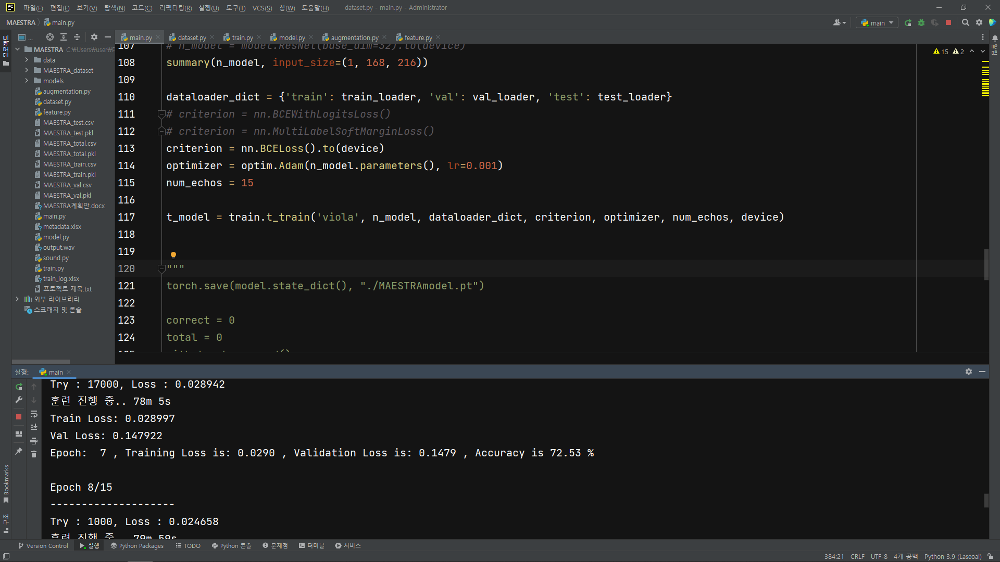 PC 파일(F) 편집(E) 보기(V) 탐색(N) 코드(C) 리팩터링(R) 실행(U) 도구(T) VCS(S) 창(W) 도움말(H) dataset.py - main.py - Administrator
MAESTRA main.py main
프로젝트 ... main.py dataset.py train.py model.py augmentation.py feature.py 알림
MAESTRA C:₩Users₩user₩P
data
MAESTRA_dataset
models
augmentation.py
dataset.py
feature.py
MAESTRA_test.csv
MAESTRA_test.pkl
MAESTRA_total.csv
MAESTRA_total.pkl
MAESTRA_train.csv
MAESTRA_train.pkl
MAESTRA_val.csv
MAESTRA_val.pkl
MAESTRA계획안.docx
main.py
metadata.xlsx
model.py
output.wav
sound.py
train.py
train_log.xlsx
프로젝트 제목.txt
외부 라이브러리
스크래치 및 콘솔
15 2
107 # n_model = model.ResNet(base_dim=32).to(device)
108 summary(n_model, input_size=(1, 168, 216))
109
110 dataloader_dict = {'train': train_loader, 'val': val_loader, 'test': test_loader}
111 # criterion = nn.BCEWithLogitsLoss()
112 # criterion = nn.MultiLabelSoftMarginLoss()
113 criterion = nn.BCELoss().to(device)
114 optimizer = optim.Adam(n_model.parameters(), lr=0.001)
115 num_echos = 15
116
117 t_model = train.t_train('viola', n_model, dataloader_dict, criterion, optimizer, num_echos, device)
118
119
120 """
121 torch.save(model.state_dict(), "./MAESTRAmodel.pt")
122
123 correct = 0
124 total = 0
실행: main
Try : 17000, Loss : 0.028942
훈련 진행 중.. 78m 5s
Train Loss: 0.028997
Val Loss: 0.147922
Epoch:  7 , Training Loss is: 0.0290 , Validation Loss is: 0.1479 , Accuracy is 72.53 %
Epoch 8/15
--------------------
Try : 1000, Loss : 0.024658
훈련 진행 중.. 79m 59s
Bookmarks
구조
Version Control 실행 Python Packages TODO Python 콘솔 문제점 터미널 서비스
384:21 CRLF UTF-8 4개 공백 Python 3.9 (Laseoal)